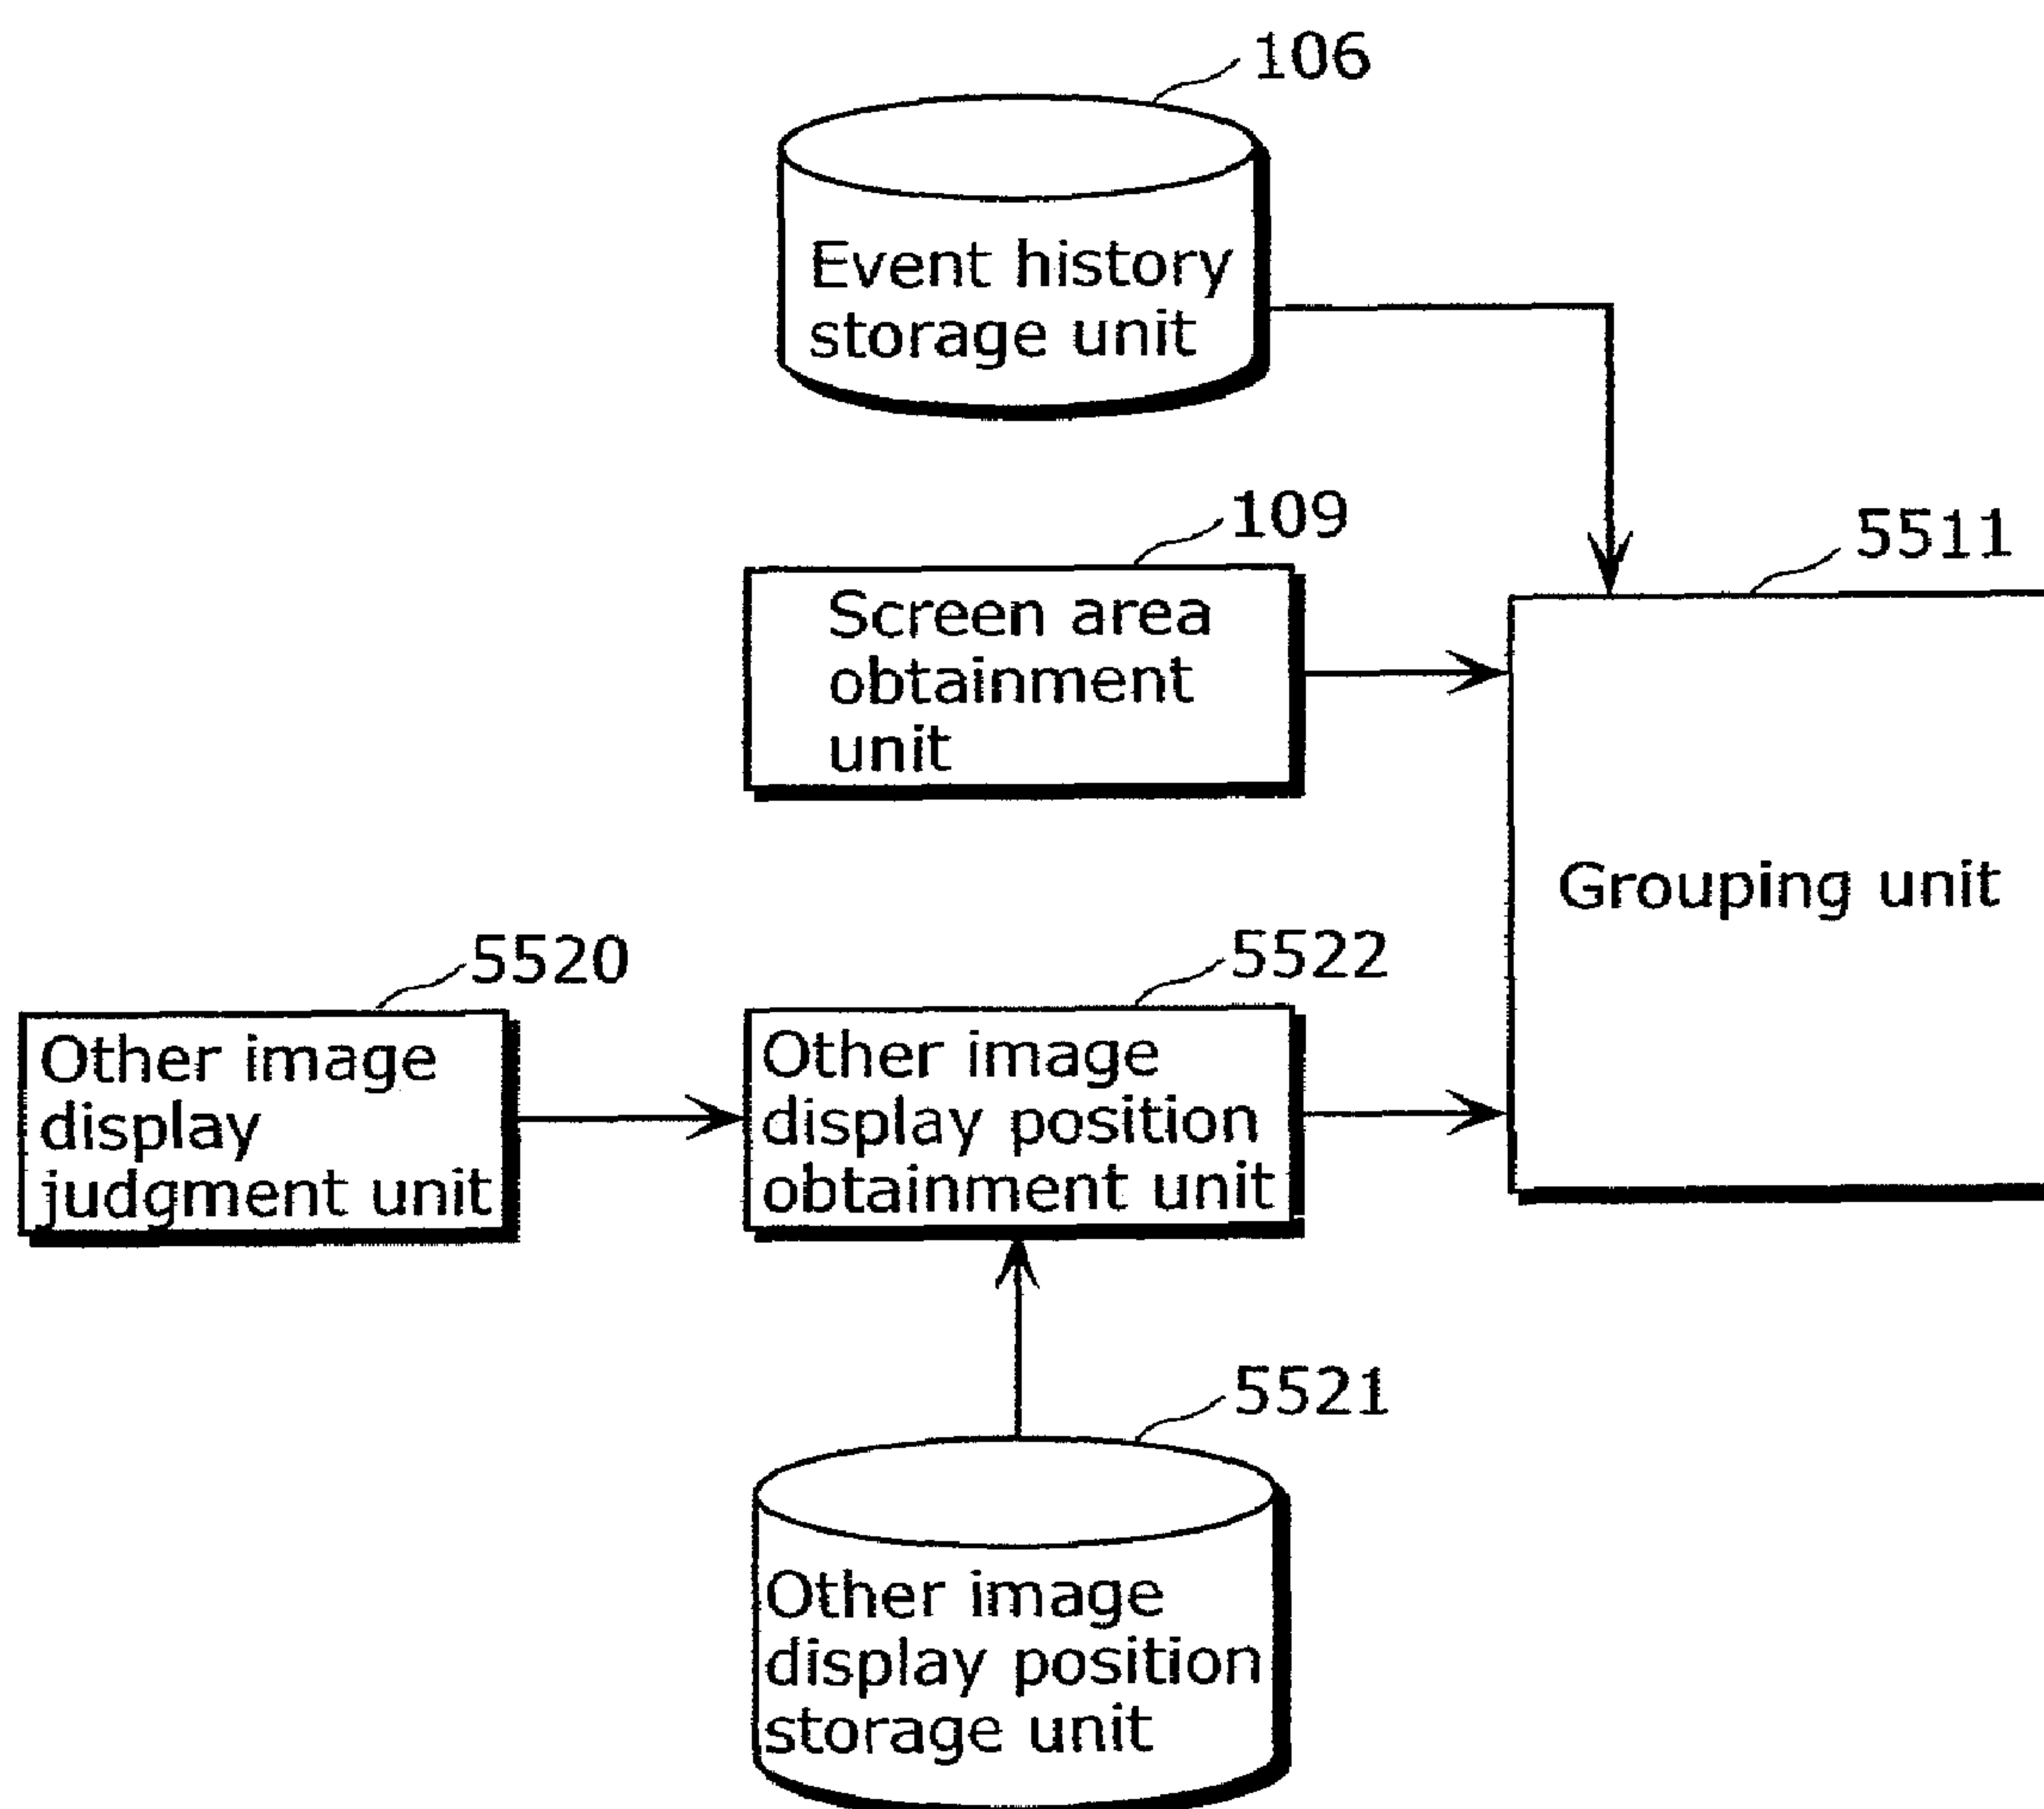 106
Event history
storage unit
109
Screen area
obtainment
unit
5511
Grouping unit
5520
Other image
display
judgment unit
5522
Other image
display position
obtainment unit
5521
Other image
display position
storage unit